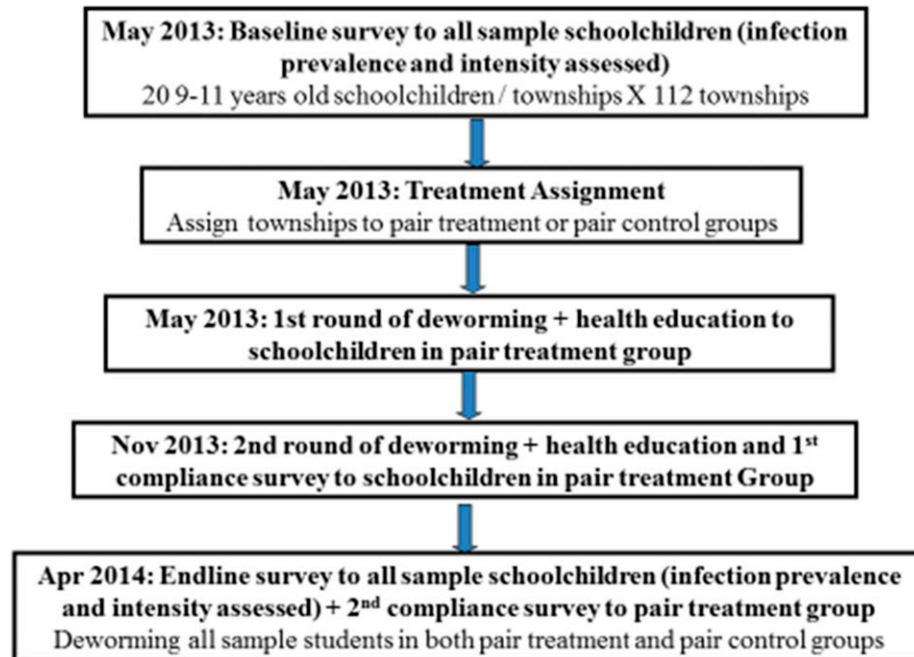 May 2013: Baseline survey to all sample schoolchildren (infection
prevalence and intensity assessed)
20 9-11 years old schoolchildren/ townships X 112 townships
May 2013: Treatment Assignment
Assign townships to pair treatment or pair control groups
May 2013: 1st round of deworming + health education to
schoolchildren in pair treatment group
Nov 2013: 2nd round of deworming + health education and 1st
compliance survey to schoolchildren in pair treatment Group
Apr 2014: Endline survey to all sample schoolchildren (infection prevalence
and intensity assessed) + 2nd compliance survey to pair treatment group
Deworming all sample students in both pair treatment and pair control groups